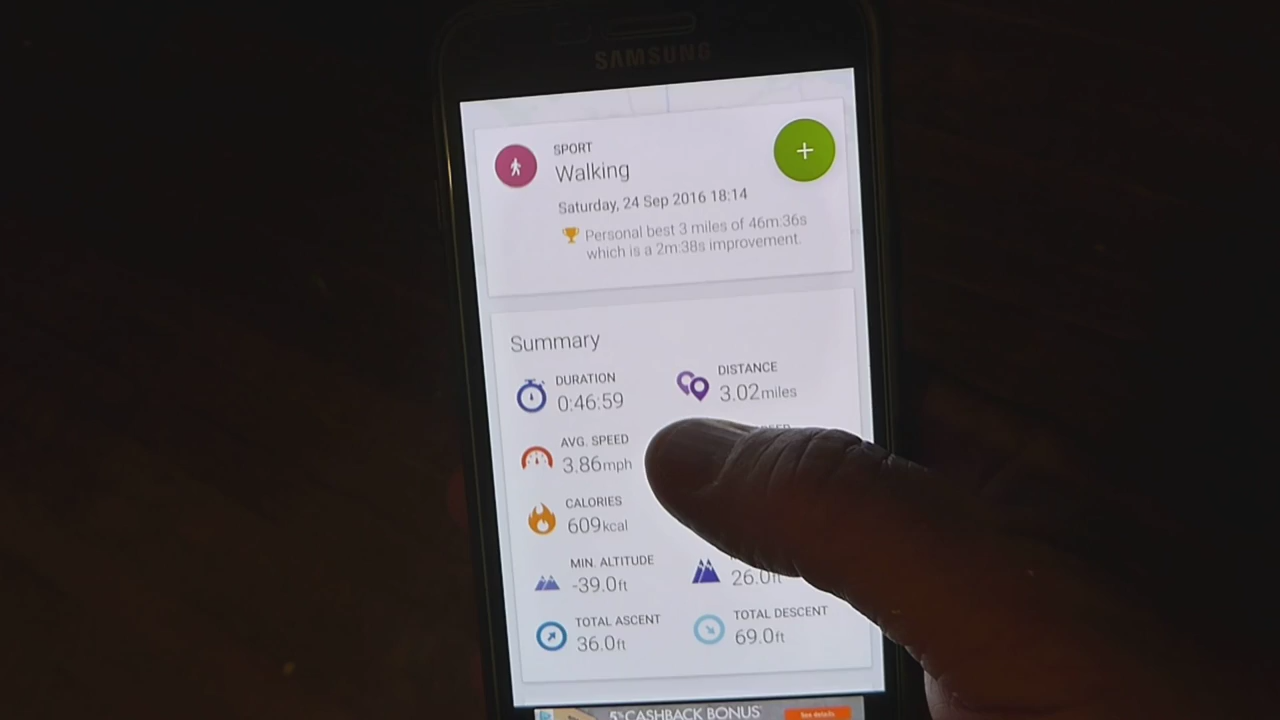 SAMSUNG
SPORT
Walking
Saturday, 24 Sep 2016 18:14
Personal best 3 miles of 46m:36s
which is a 2m:38s improvement.
Summary
DURATION
0:46:59
DISTANCE
3.02miles
AVG. SPEED
3.86mph
CALORIES
609kcal
MIN. ALTITUDE
-39.0ft
26.0ft
TOTAL ASCENT
36.0ft
TOTAL DESCENT
69.0ft
5% CASHBACK BONUS
See details